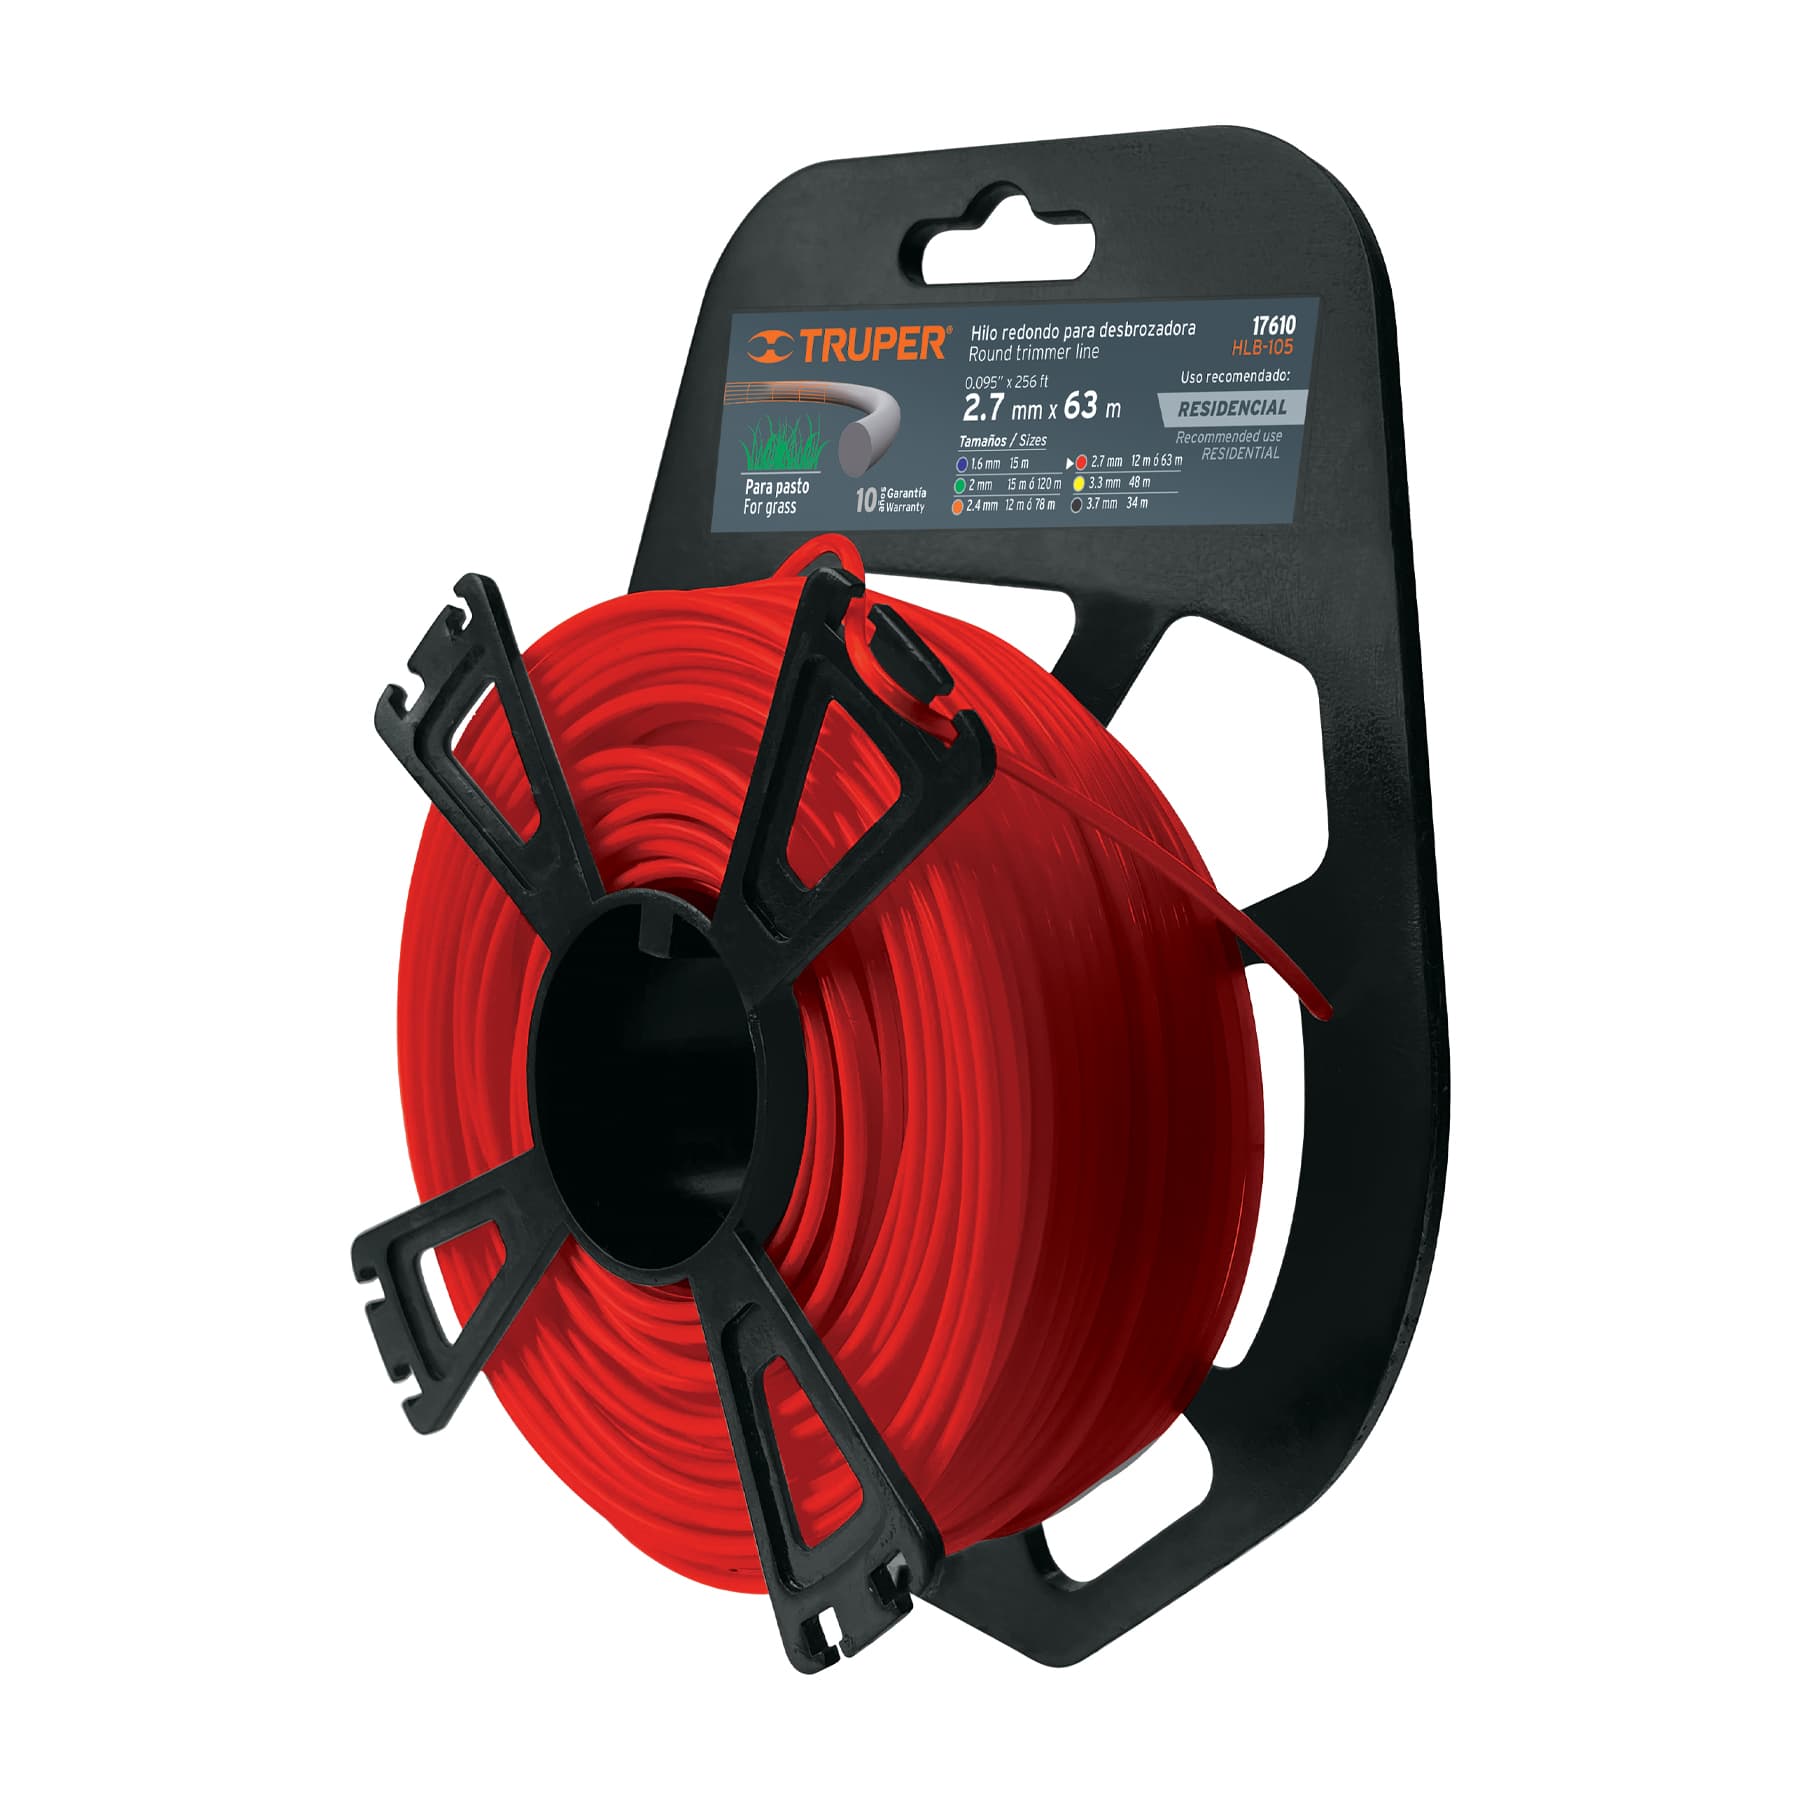 TRUPER®
Hilo redondo para desbrozadora
Round trimmer line
17610
HLB-105
0.095" x 256 ft
2.7 mm x 63 m
Uso recomendado:
RESIDENCIAL
Recommended use
RESIDENTIAL
Tamaños / Sizes
1.6 mm 15 m
2 mm 15 m ó 120 m
2.4 mm 12 m ó 78 m
2.7 mm 12 m ó 63 m
3.3 mm 48 m
3.7 mm 34 m
Para pasto
For grass
10 años Garantía
Warranty